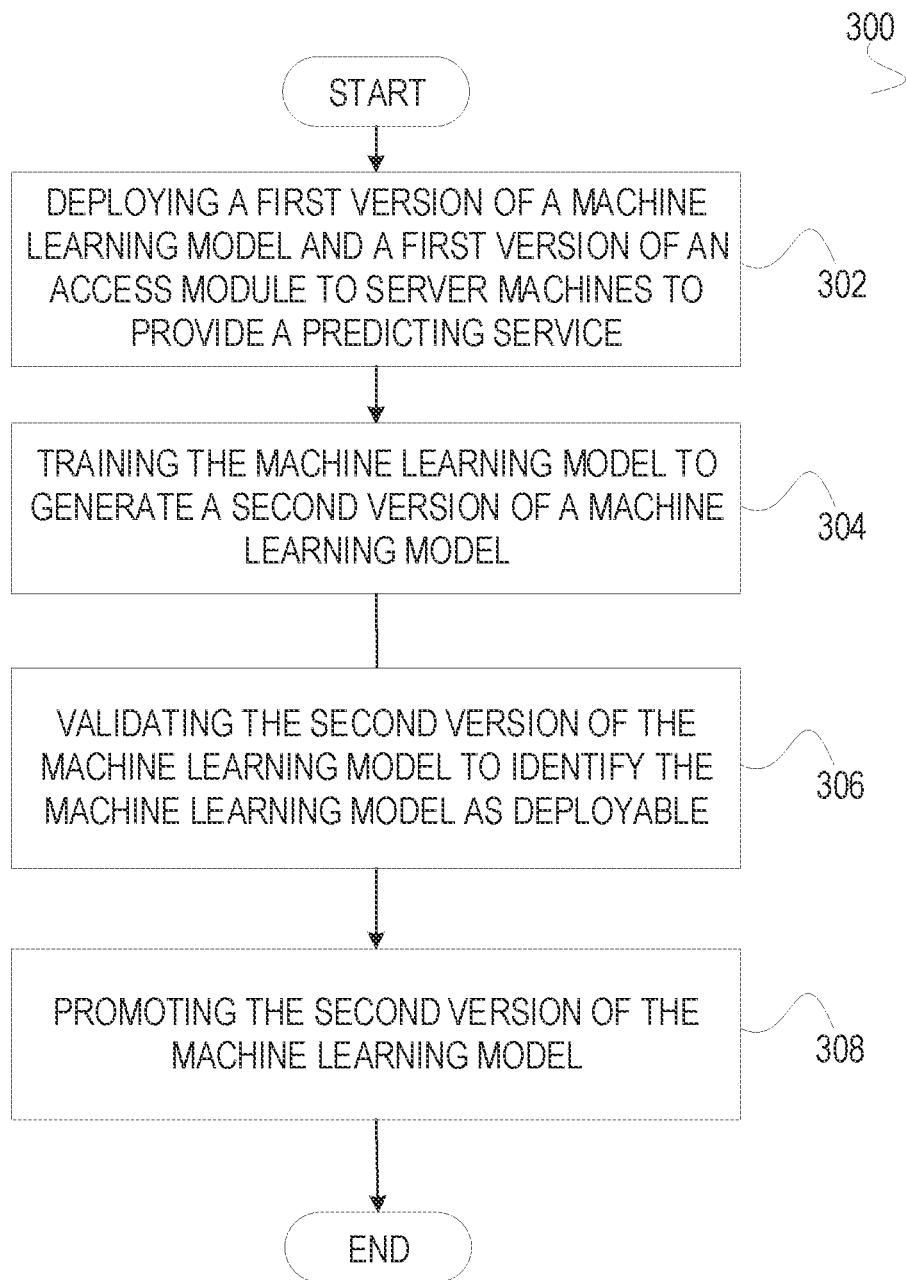 300
START
DEPLOYING A FIRST VERSION OF A MACHINE
LEARNING MODEL AND A FIRST VERSION OF AN
ACCESS MODULE TO SERVER MACHINES TO
PROVIDE A PREDICTING SERVICE
302
TRAINING THE MACHINE LEARNING MODEL TO
GENERATE A SECOND VERSION OF A MACHINE
LEARNING MODEL
304
VALIDATING THE SECOND VERSION OF THE
MACHINE LEARNING MODEL TO IDENTIFY THE
MACHINE LEARNING MODEL AS DEPLOYABLE
306
PROMOTING THE SECOND VERSION OF THE
MACHINE LEARNING MODEL
308
END